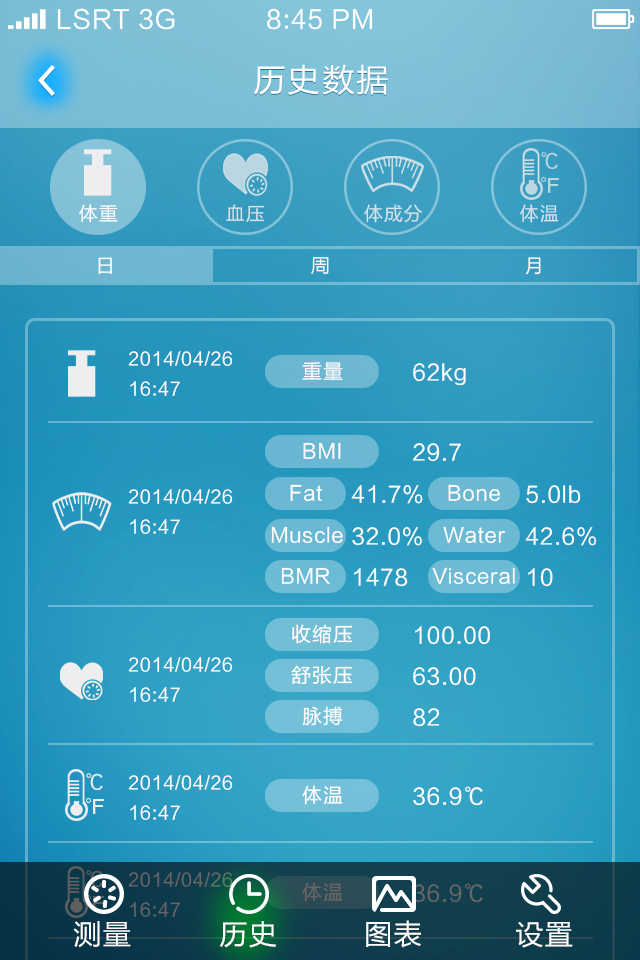 LSRT 3G 8:45 PM
历史数据
℃
°F
体重 血压 体成分 体温
日 周 月
2014/04/26
16:47
重量 62kg
BMI 29.7
2014/04/26
16:47
Fat 41.7% Bone 5.0lb
Muscle 32.0% Water 42.6%
BMR 1478 Visceral 10
2014/04/26
16:47
收缩压 100.00
舒张压 63.00
脉搏 82
℃
°F
2014/04/26
16:47
体温 36.9℃
2014/04/26
16:47
体温 36.9℃
测量 历史 图表 设置